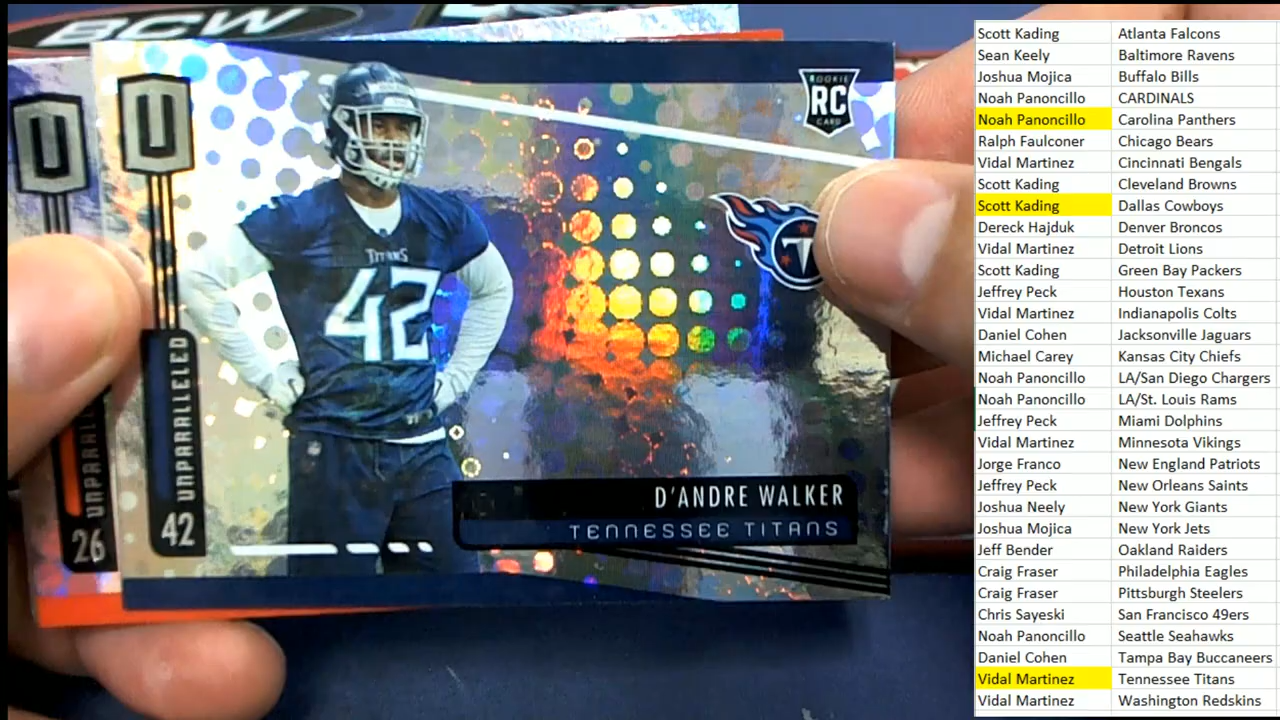 BCW
ROOKIE
RC
CARD
U
U
TITANS
42
T
UNPARALLELED
42
26
D'ANDRE WALKER
TENNESSEE TITANS
Scott Kading Atlanta Falcons
Sean Keely Baltimore Ravens
Joshua Mojica Buffalo Bills
Noah Panoncillo CARDINALS
Noah Panoncillo Carolina Panthers
Ralph Faulconer Chicago Bears
Vidal Martinez Cincinnati Bengals
Scott Kading Cleveland Browns
Scott Kading Dallas Cowboys
Dereck Hajduk Denver Broncos
Vidal Martinez Detroit Lions
Scott Kading Green Bay Packers
Jeffrey Peck Houston Texans
Vidal Martinez Indianapolis Colts
Daniel Cohen Jacksonville Jaguars
Michael Carey Kansas City Chiefs
Noah Panoncillo LA/San Diego Chargers
Noah Panoncillo LA/St. Louis Rams
Jeffrey Peck Miami Dolphins
Vidal Martinez Minnesota Vikings
Jorge Franco New England Patriots
Jeffrey Peck New Orleans Saints
Joshua Neely New York Giants
Joshua Mojica New York Jets
Jeff Bender Oakland Raiders
Craig Fraser Philadelphia Eagles
Craig Fraser Pittsburgh Steelers
Chris Sayeski San Francisco 49ers
Noah Panoncillo Seattle Seahawks
Daniel Cohen Tampa Bay Buccaneers
Vidal Martinez Tennessee Titans
Vidal Martinez Washington Redskins